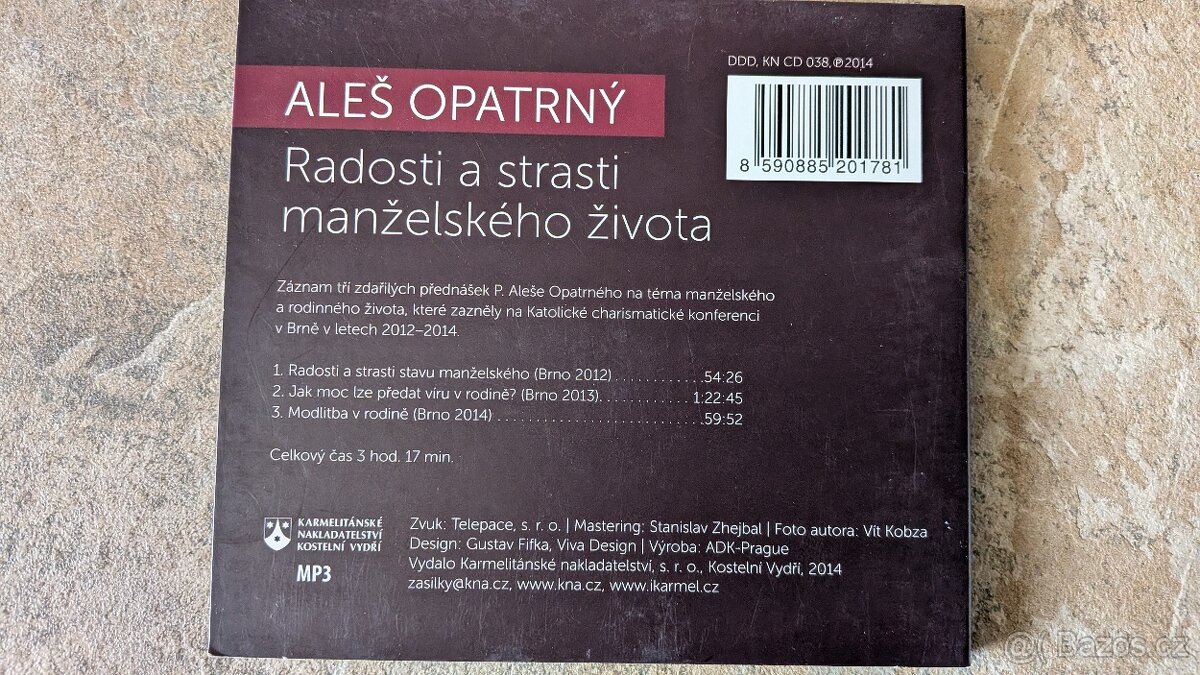 DDD, KN CD 038, ℗ 2014
8 590885 201781
ALEŠ OPATRNÝ
Radosti a strasti
manželského života
Záznam tří zdařilých přednášek P. Aleše Opatrného na téma manželského
a rodinného života, které zazněly na Katolické charismatické konferenci
v Brně v letech 2012–2014.
1. Radosti a strasti stavu manželského (Brno 2012) . . . . . . . . . . . . 54:26
2. Jak moc lze předat víru v rodině? (Brno 2013). . . . . . . . . . . . 1:22:45
3. Modlitba v rodině (Brno 2014) . . . . . . . . . . . . . . . . . . . . . . . . . . . 59:52
Celkový čas 3 hod. 17 min.
KARMELITÁNSKÉ
NAKLADATELSTVÍ
KOSTELNÍ VYDŘÍ
MP3
Zvuk: Telepace, s. r. o. | Mastering: Stanislav Zhejbal | Foto autora: Vít Kobza
Design: Gustav Fifka, Viva Design | Výroba: ADK-Prague
Vydalo Karmelitánské nakladatelství, s. r. o., Kostelní Vydří, 2014
zasilky@kna.cz, www.kna.cz, www.ikarmel.cz
Bazos.cz